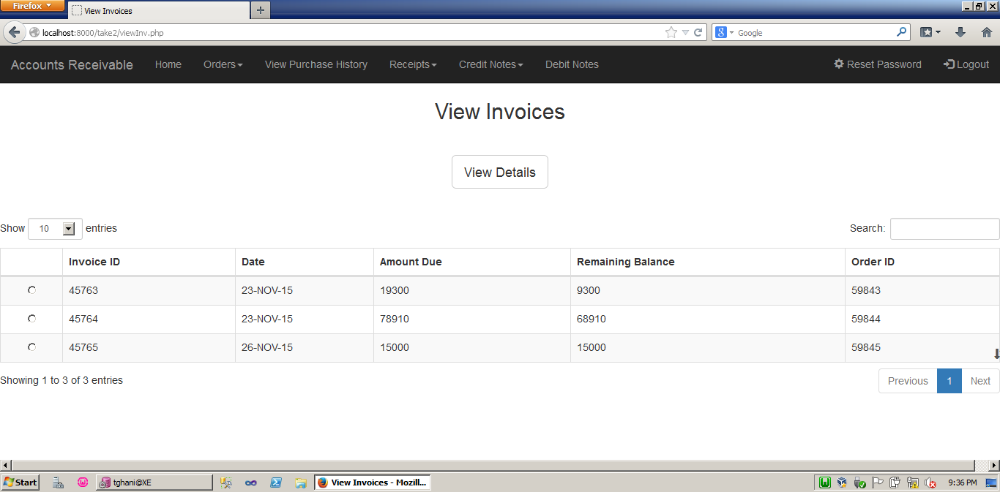 Firefox
View Invoices
localhost:8000/take2/viewInv.php
Google
Accounts Receivable Home Orders View Purchase History Receipts Credit Notes Debit Notes Reset Password Logout
View Invoices
View Details
Show 10 entries Search:
Invoice ID Date Amount Due Remaining Balance Order ID
45763 23-NOV-15 19300 9300 59843
45764 23-NOV-15 78910 68910 59844
45765 26-NOV-15 15000 15000 59845
Showing 1 to 3 of 3 entries Previous 1 Next
Start tghani@XE View Invoices - Mozill... 9:36 PM